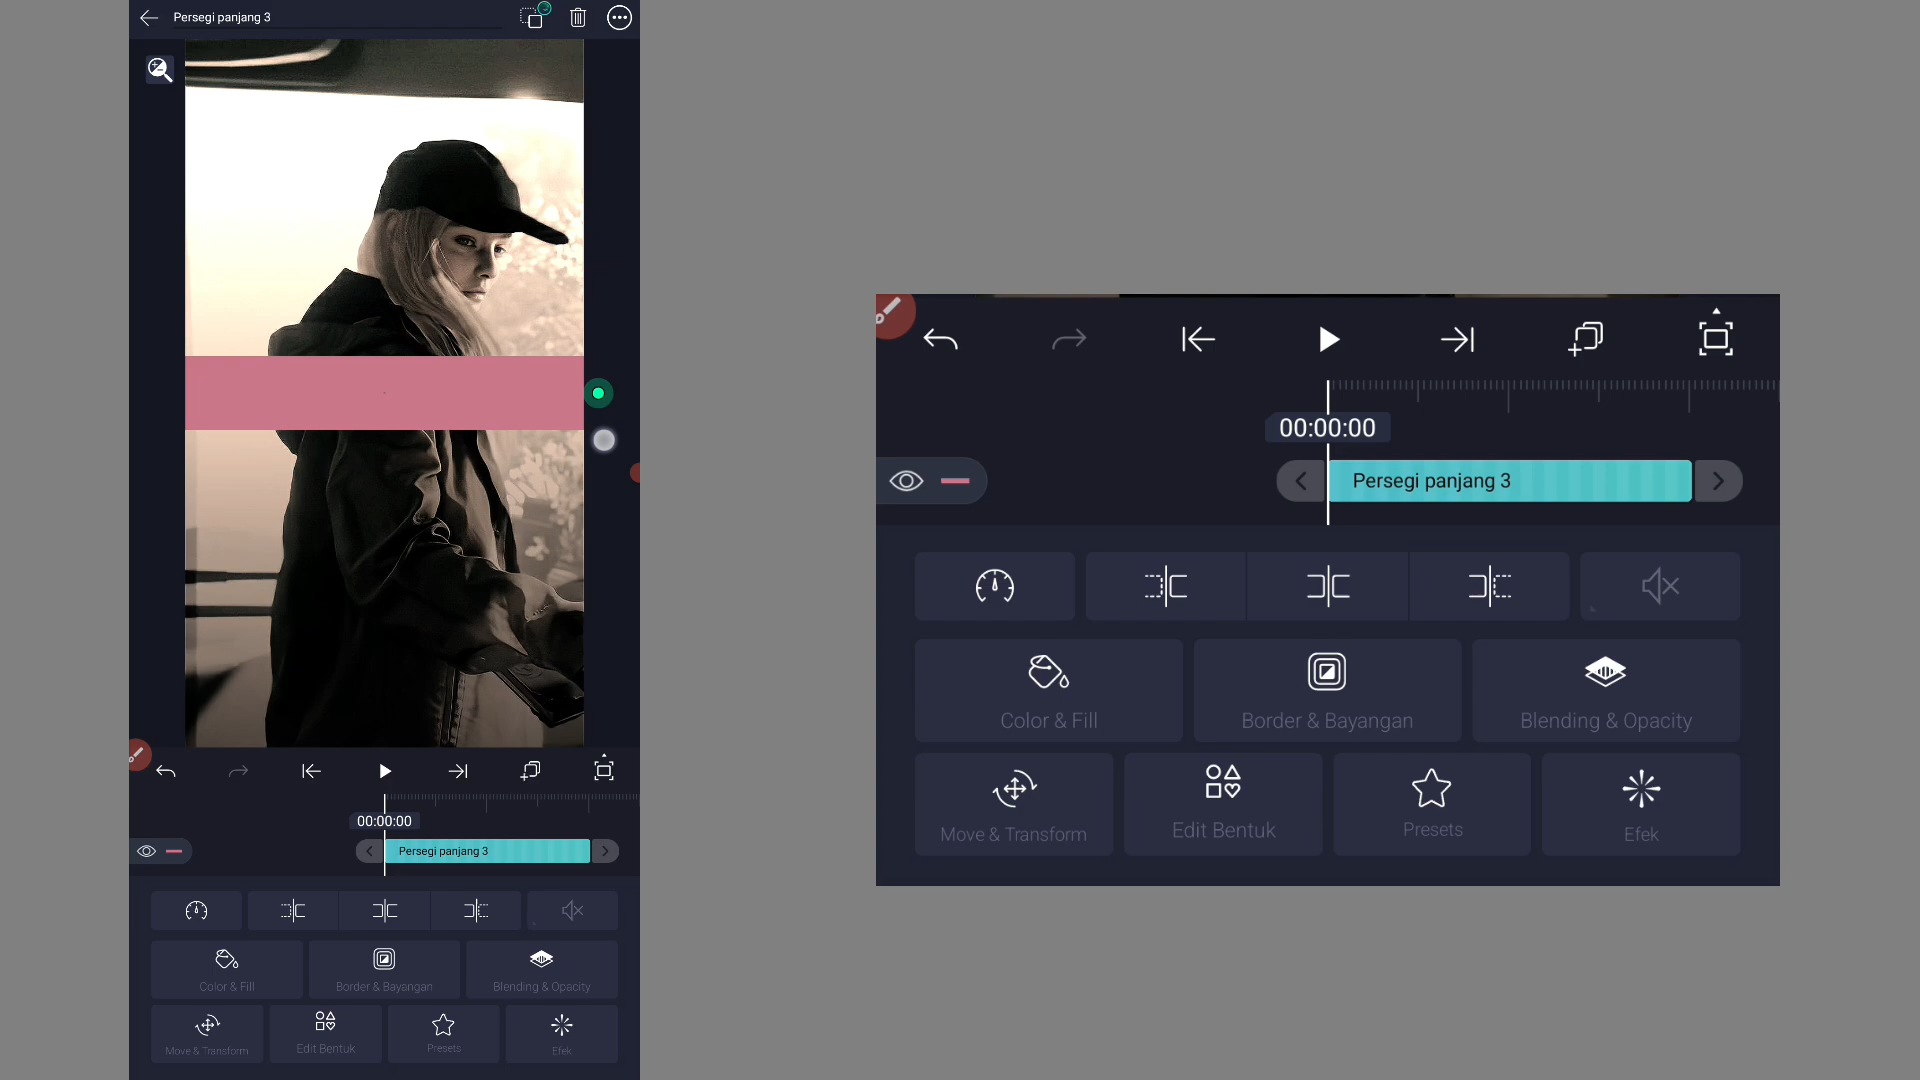 Persegi panjang 3
00:00:00
Persegi panjang 3
Color & Fill
Border & Bayangan
Blending & Opacity
Move & Transform
Edit Bentuk
Presets
Efek
00:00:00
Persegi panjang 3
Color & Fill
Border & Bayangan
Blending & Opacity
Move & Transform
Edit Bentuk
Presets
Efek